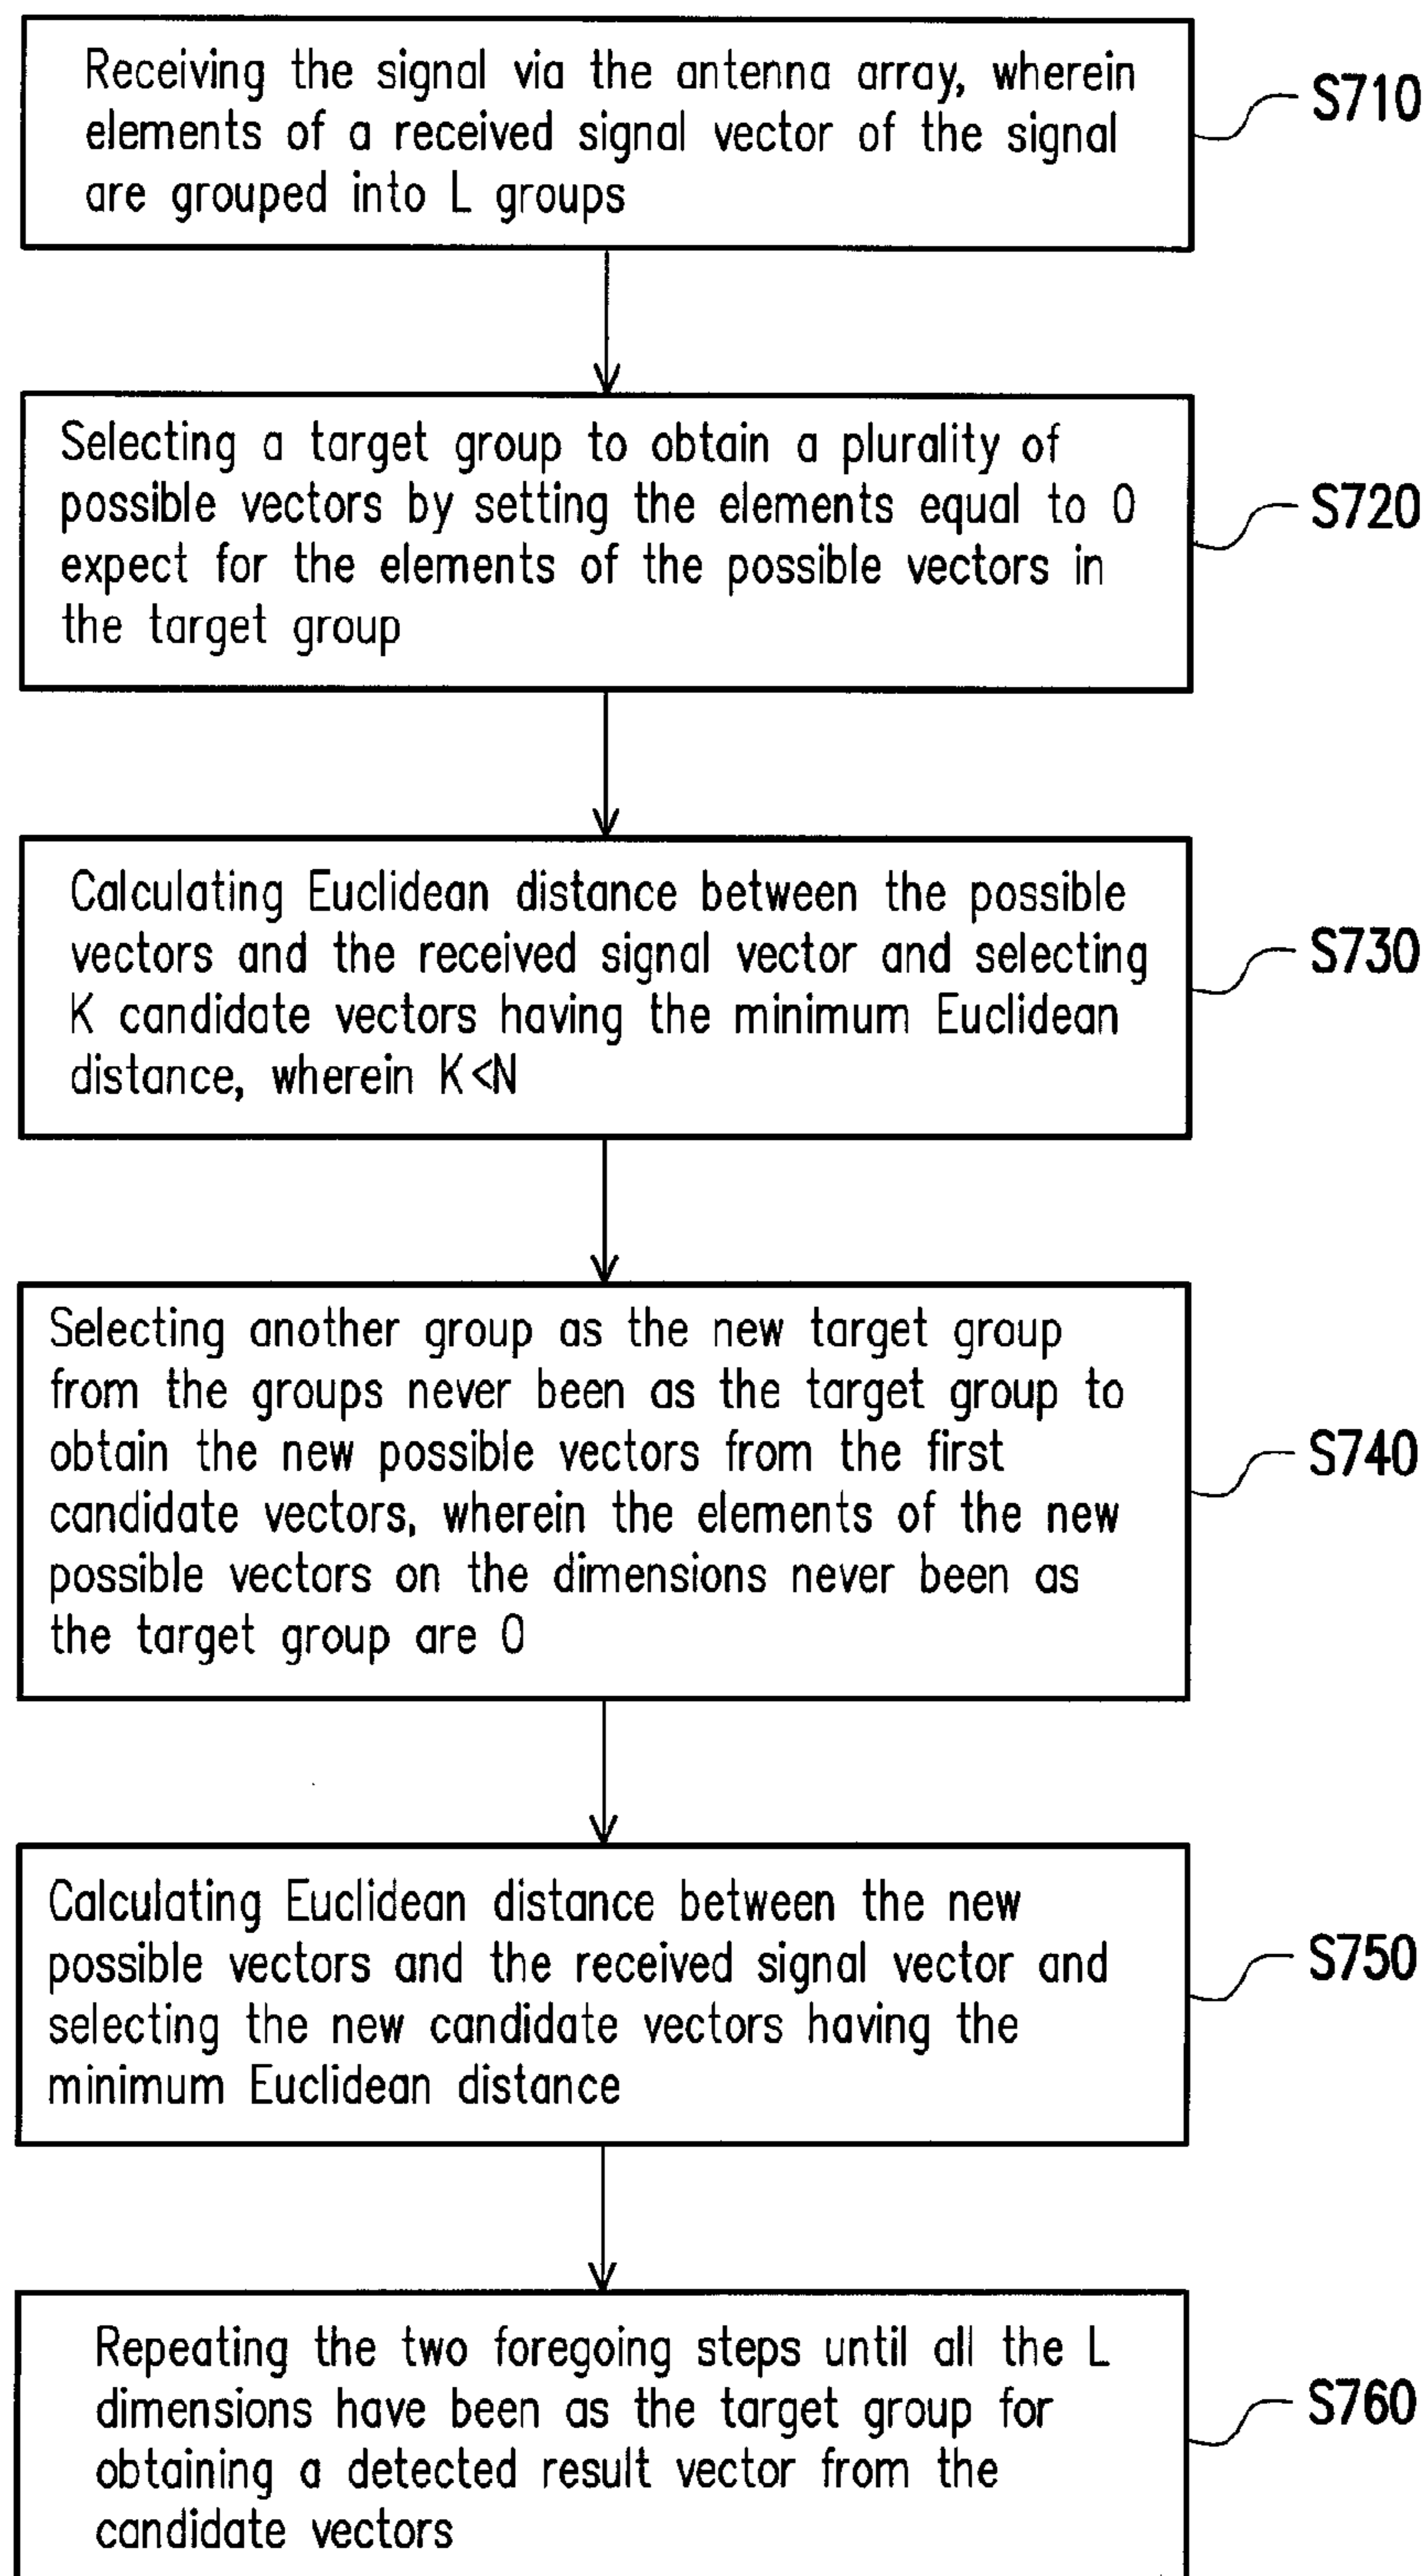 Receiving the signal via the antenna array, wherein
elements of a received signal vector of the signal
are grouped into L groups
S710
Selecting a target group to obtain a plurality of
possible vectors by setting the elements equal to 0
expect for the elements of the possible vectors in
the target group
S720
Calculating Euclidean distance between the possible
vectors and the received signal vector and selecting
K candidate vectors having the minimum Euclidean
distance, wherein K<N
S730
Selecting another group as the new target group
from the groups never been as the target group to
obtain the new possible vectors from the first
candidate vectors, wherein the elements of the new
possible vectors on the dimensions never been as
the target group are 0
S740
Calculating Euclidean distance between the new
possible vectors and the received signal vector and
selecting the new candidate vectors having the
minimum Euclidean distance
S750
Repeating the two foregoing steps until all the L
dimensions have been as the target group for
obtaining a detected result vector from the
candidate vectors
S760